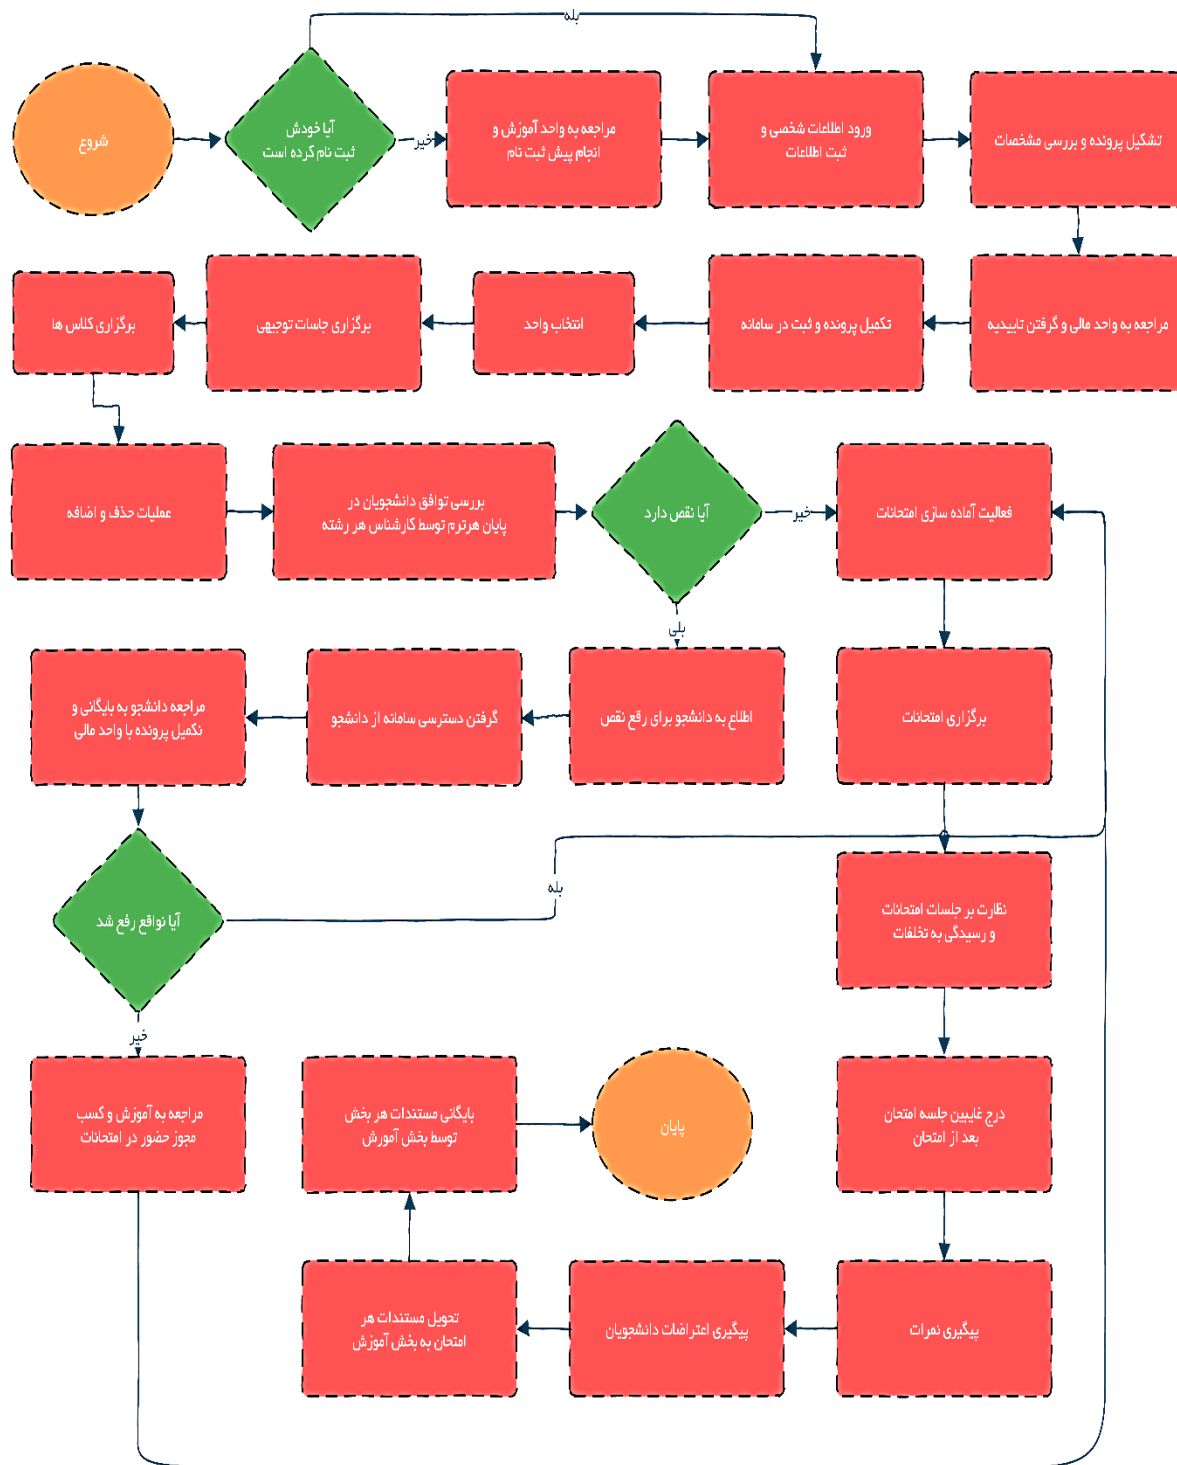 بله
شروع
آیا خودش
ثبت نام کرده است
خیر
مراجعه به واحد آموزش و
انجام پیش ثبت نام
ورود اطلاعات شخصی و
ثبت اطلاعات
تشکیل پرونده و بررسی مشخصات
مراجعه به واحد مالی و گرفتن تاییدیه
تکمیل پرونده و ثبت در سامانه
انتخاب واحد
برگزاری جاسات توجیهی
برگزاری کلاس ها
عملیات حذف و اضافه
بررسی توافق دانشجویان در
پایان هرترم توسط کارشناس هر رشته
آیا نقص دارد
خیر
فعالیت آماده سازی امتحانات
بلی
اطلاع به دانشجو برای رقع نقص
گرفتن دسترسی سامانه از دانشجو
مراجعه دانشجو به بایگانی و
تکمیل پرونده با واحد مالی
برگزاری امتحانات
آیا نواقع رفع شد
بله
نظارت بر جلسات امتحانات
و رسیدگی به تخلفات
خیر
مراجعه به آموزش و کسب
مجوز حضور در امتحانات
بایگانی مستندات هر بخش
توسط بخش آمورش
پایان
درج غایبین جلسه امتحان
بعد از امتحان
پیگیری نمرات
پیگیری اعتراضات دانشجویان
تحویل مستندات هر
امتحان به بخش آموزش